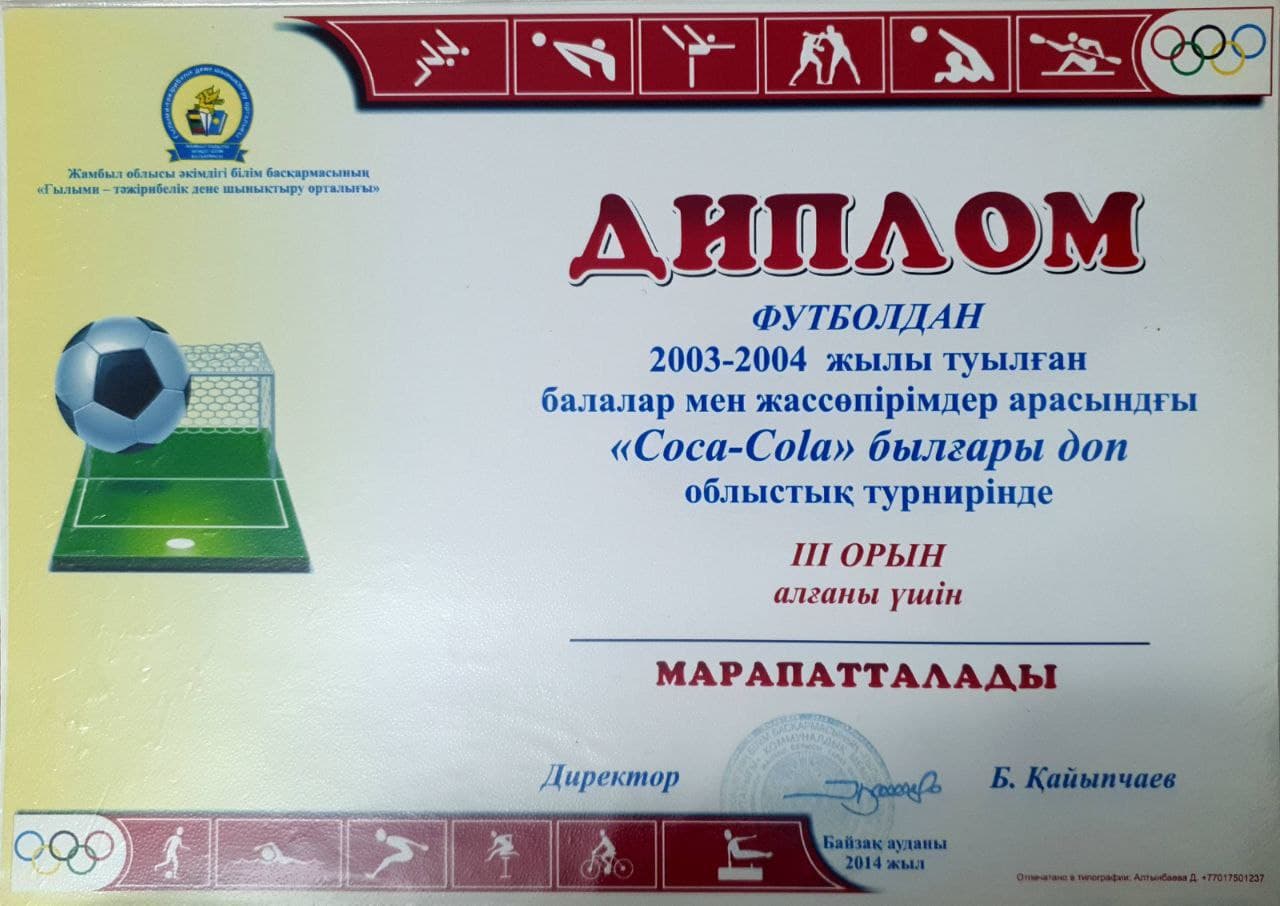 Жамбыл облысы әкімдігі білім басқармасының
«Ғылыми – тәжірибелік дене шынықтыру орталығы»
ДИПЛОМ
ФУТБОЛДАН
2003-2004 жылы туылған
балалар мен жассөпірімдер арасындғы
«Coca-Cola» былғары доп
облыстық турнирінде
III ОРЫН
алғаны үшін
МАРАПАТТАЛАДЫ
Директор
Б. Қайыпчаев
Байзақ ауданы
2014 жыл
Отпечатано в типографии: Алтынбаева Д. +77017501237